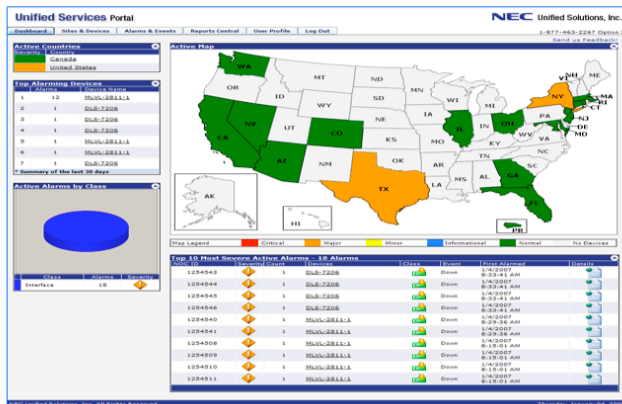 Unified Services Portal
NEC Unified Solutions, Inc.
Dashboard Sites & Devices Alarms & Events Reports Central User Profile Log Out
1-877-463-2267 Option
Send us Feedback!
Active Countries
Severity Country
Canada
United States
Top Alarming Devices
Alarms Device Name
1 12 MLVL-2811-1
2 1 DLS-7206
3 1 DLS-7206
4 1 DLS-7206
5 1 MLVL-2811-1
6 1 MLVL-2811-1
7 1 DLS-7206
* Summary of the last 30 days
Active Alarms by Class
Class Alarms Severity
Interface 18
Active Map
WA MT ND MN VT NH ME
OR ID WY SD WI MI NY MA
RI
CT
NV UT CO NE IA IL IN OH PA NJ
DE
MD
CA KS MO KY WV VA
AZ NM OK AR TN NC
SC
TX LA MS AL GA
FL
AK HI PR
Map Legend Critical Major Minor Informational Normal No Devices
Top 10 Most Severe Active Alarms - 18 Alarms
NOC ID Severity Count Devices Class Event First Alarmed Details
1254543 1 DLS-7206 Down 1/4/2007 8:33:41 AM
1254544 1 DLS-7206 Down 1/4/2007 8:33:41 AM
1254545 1 DLS-7206 Down 1/4/2007 8:33:41 AM
1254546 1 DLS-7206 Down 1/4/2007 8:33:41 AM
1254540 1 MLVL-2811-1 Down 1/4/2007 8:29:36 AM
1254541 1 MLVL-2811-1 Down 1/4/2007 8:29:36 AM
1254508 1 MLVL-2811-1 Down 1/4/2007 8:15:01 AM
1254509 1 MLVL-2811-1 Down 1/4/2007 8:15:01 AM
1254510 1 MLVL-2811-1 Down 1/4/2007 8:15:01 AM
1254511 1 MLVL-2811-1 Down 1/4/2007 8:15:01 AM